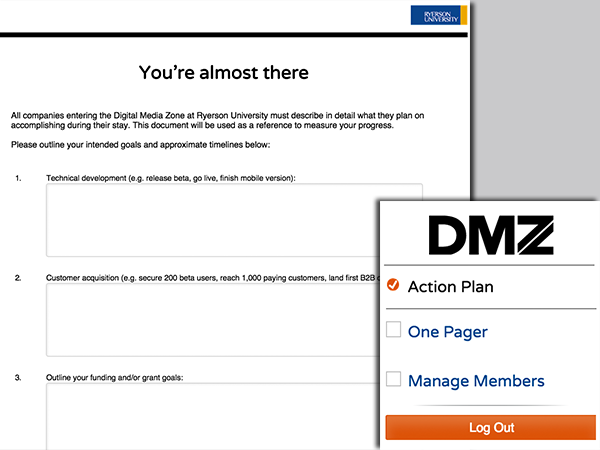 RYERSON
UNIVERSITY
You're almost there
All companies entering the Digital Media Zone at Ryerson University must describe in detail what they plan on
accomplishing during their stay. This document will be used as a reference to measure your progress.
Please outline your intended goals and approximate timelines below:
1. Technical development (e.g. release beta, go live, finish mobile version):
2. Customer acquisition (e.g. secure 200 beta users, reach 1,000 paying customers, land first B2B
3. Outline your funding and/or grant goals:
DMZ
Action Plan
One Pager
Manage Members
Log Out